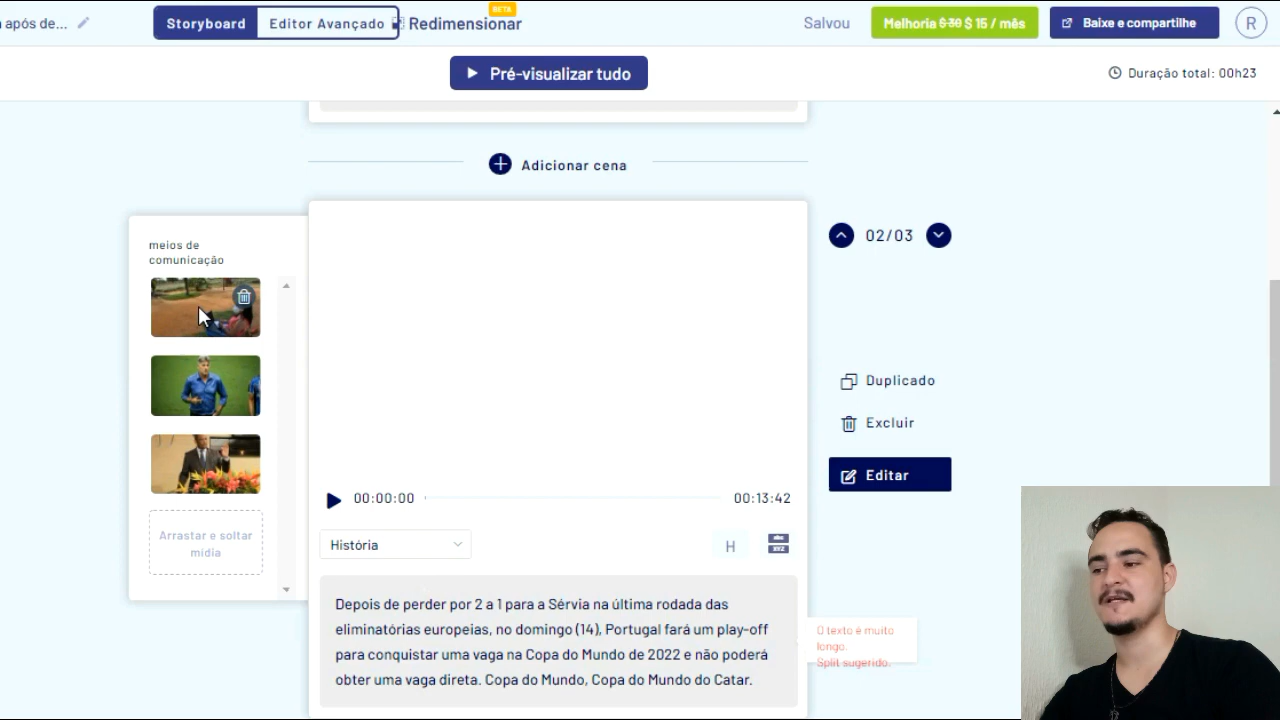 após de...
Storyboard
Editor Avançado
BETA
Redimensionar
Salvou
Melhoria $ 30 $ 15 / mês
Baixe e compartilhe
R
Pré-visualizar tudo
Duração total: 00h23
Adicionar cena
meios de
comunicação
02/03
Duplicado
Excluir
Editar
Arrastar e soltar
mídia
00:00:00
00:13:42
História
H
abc
XYZ
Depois de perder por 2 a 1 para a Sérvia na última rodada das
eliminatórias europeias, no domingo (14), Portugal fará um play-off
para conquistar uma vaga na Copa do Mundo de 2022 e não poderá
obter uma vaga direta. Copa do Mundo, Copa do Mundo do Catar.
O texto é muito
longo.
Split sugerido.